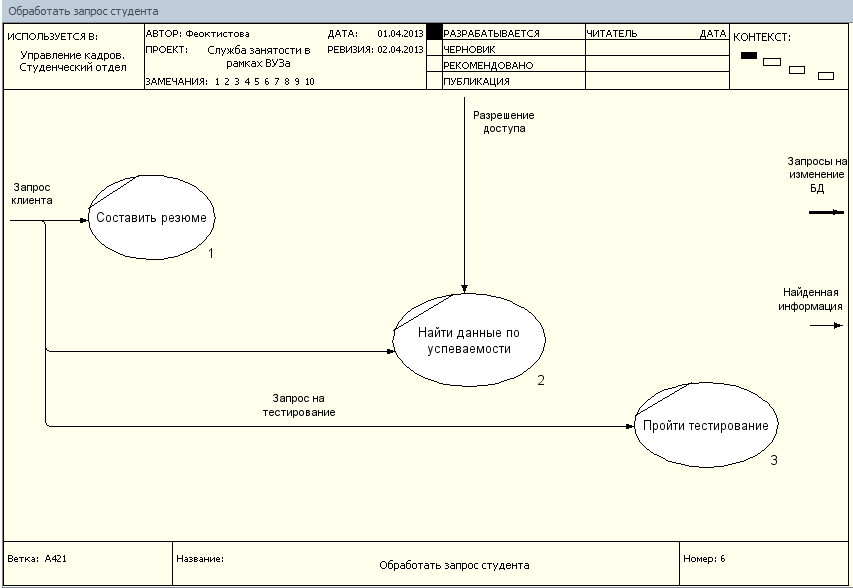 Обработать запрос студента
ИСПОЛЬЗУЕТСЯ В:
Управление кадров.
Студенческий отдел
АВТОР: Феоктистова
ДАТА: 01.04.2013
ПРОЕКТ: Служба занятости в
рамках ВУЗа
РЕВИЗИЯ: 02.04.2013
ЗАМЕЧАНИЯ: 1 2 3 4 5 6 7 8 9 10
РАЗРАБАТЫВАЕТСЯ
ЧЕРНОВИК
РЕКОМЕНДОВАНО
ПУБЛИКАЦИЯ
ЧИТАТЕЛЬ ДАТА
КОНТЕКСТ:
Разрешение
доступа
Запросы на
изменение
БД
Запрос
клиента
Составить резюме
1
Найденная
информация
Найти данные по
успеваемости
2
Запрос на
тестирование
Пройти тестирование
3
Ветка: A421
Название:
Обработать запрос студента
Номер: 6